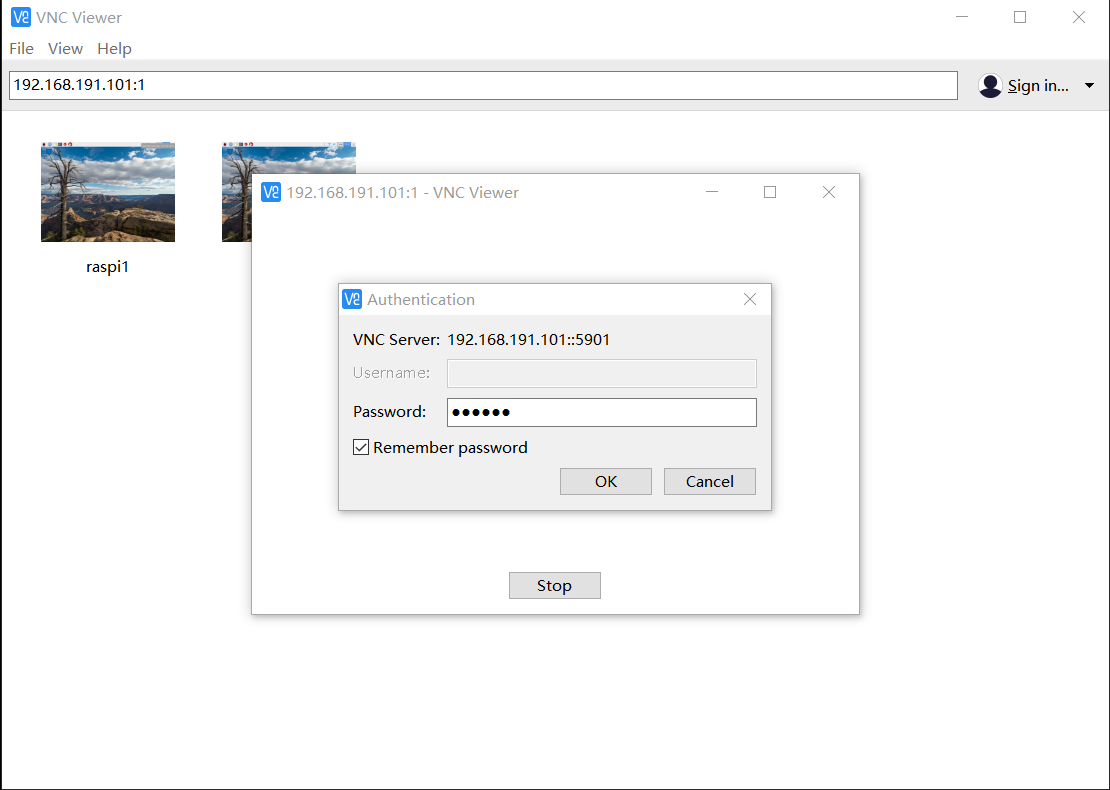 VNC Viewer
File View Help
192.168.191.101:1
Sign in...
raspi1
192.168.191.101:1 - VNC Viewer
Authentication
VNC Server: 192.168.191.101::5901
Username:
Password: ●●●●●●
Remember password
OK Cancel
Stop